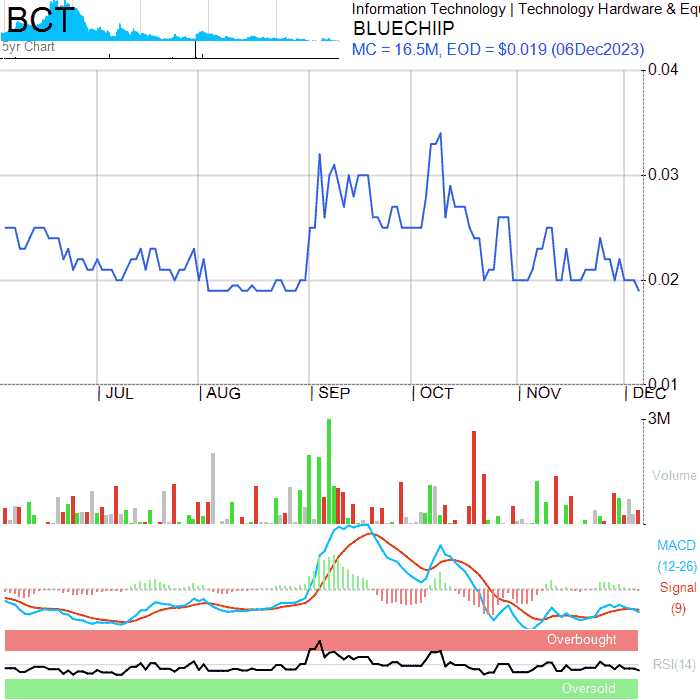 BCT
5yr Chart
Information Technology | Technology Hardware & Equ
BLUECHIIP
MC = 16.5M, EOD = $0.019 (06Dec2023)
0.04
0.03
0.02
0.01
JUL AUG SEP OCT NOV DEC
3M
Volume
MACD
(12-26)
Signal
(9)
Overbought
RSI(14)
Oversold